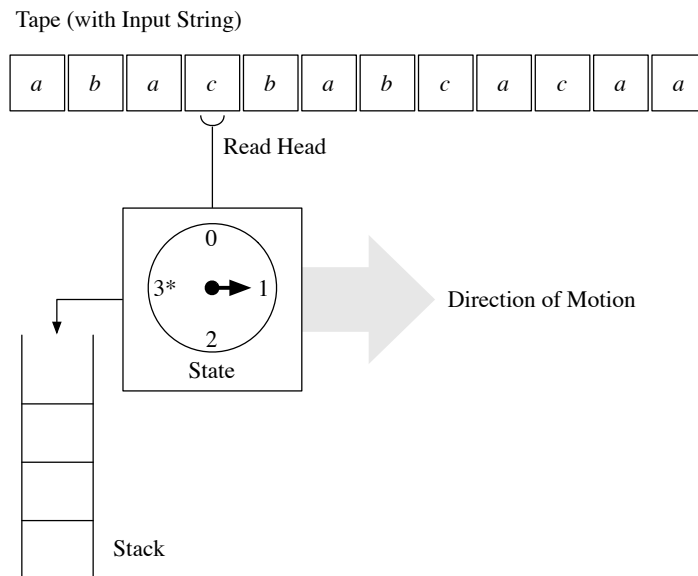 Tape (with Input String)
a b a c b a b c a c a a
Read Head
0
3* 1
2
State
Direction of Motion
Stack